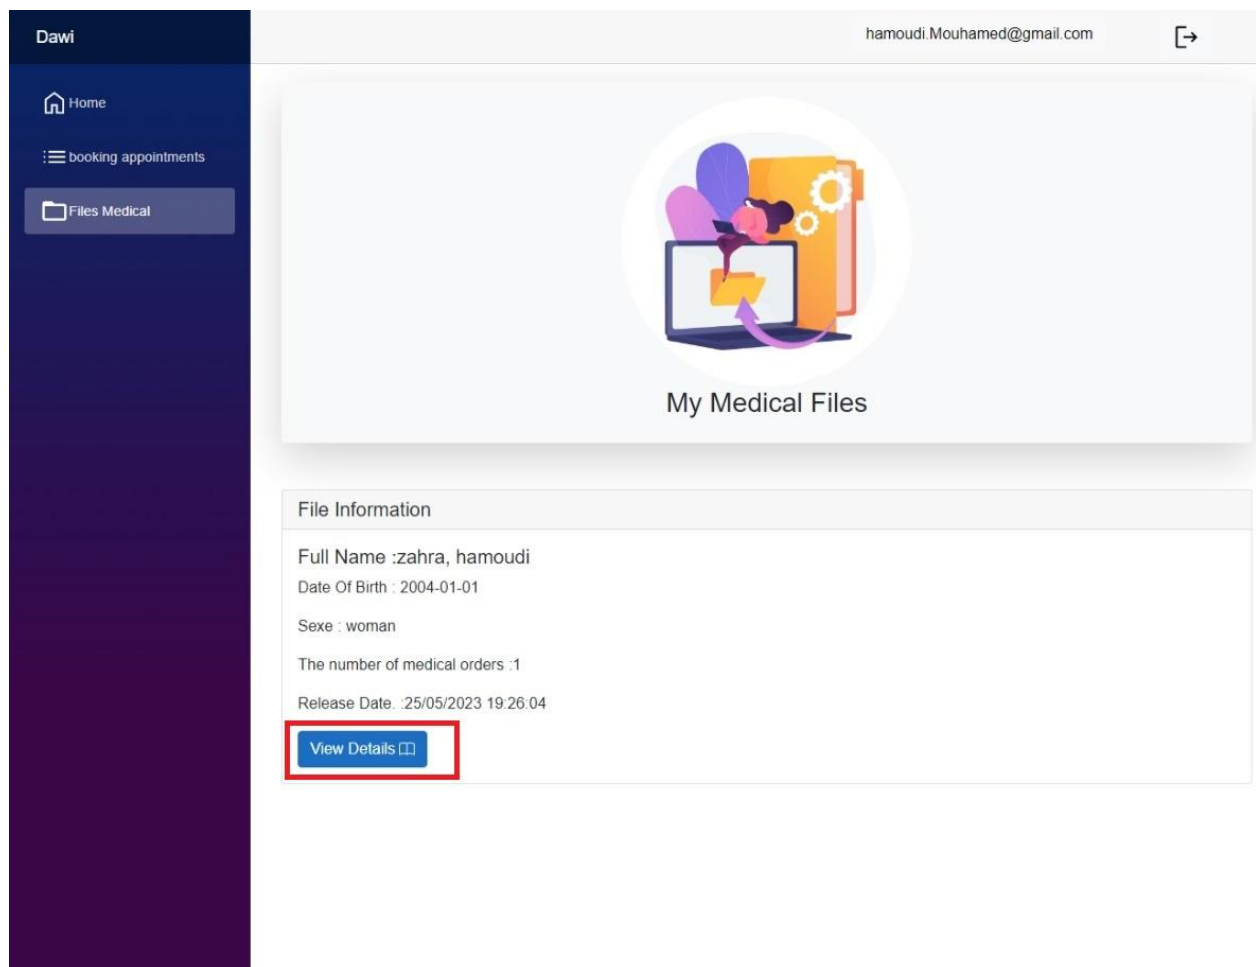 Dawi
hamoudi.Mouhamed@gmail.com
Home
booking appointments
Files Medical
My Medical Files
File Information
Full Name :zahra, hamoudi
Date Of Birth : 2004-01-01
Sexe : woman
The number of medical orders :1
Release Date. :25/05/2023 19:26:04
View Details